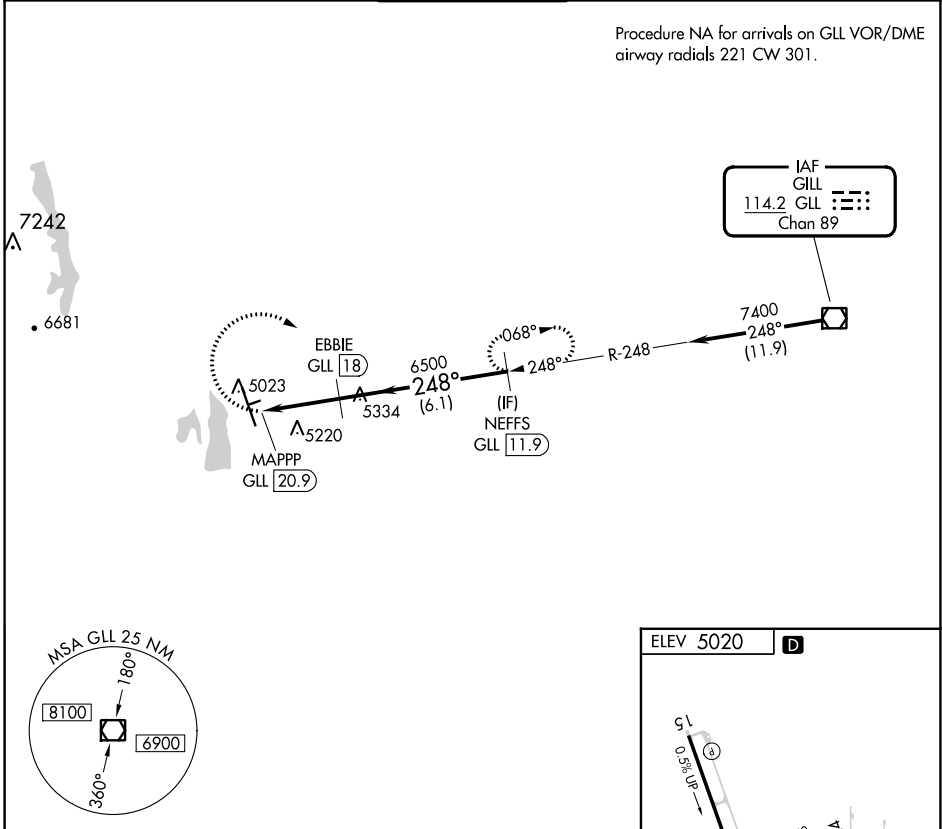 Procedure NA for arrivals on GLL VOR/DME
airway radials 221 CW 301.
IAF
GILL
114.2 GLL
Chan 89
7242
6681
7400
248°
(11.9)
R-248
068°
248°
EBBIE
GLL 18
6500
248°
(6.1)
5023
5334
5220
(IF)
NEFFS
GLL 11.9
MAPPP
GLL 20.9
MSA GLL 25 NM
180°
8100
6900
360°
ELEV 5020
D
15
P
0.5% UP
A